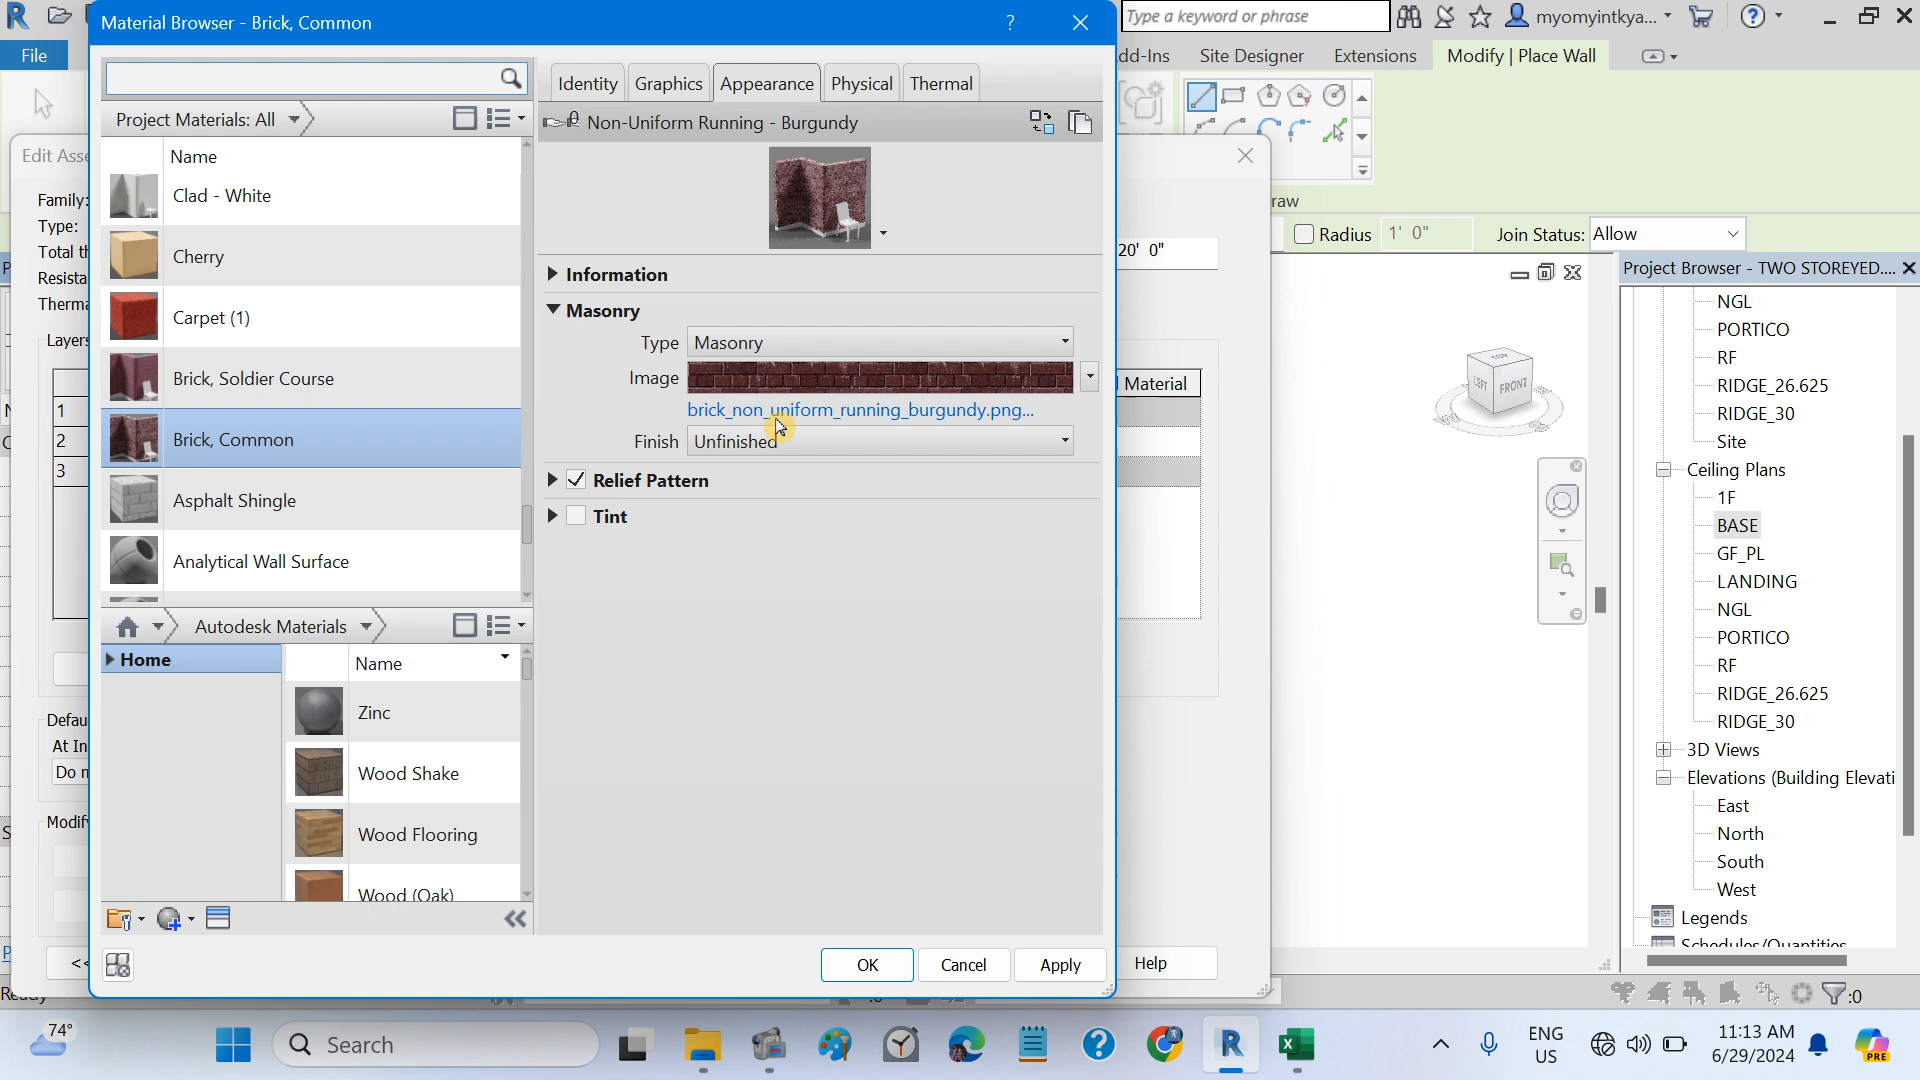 Material Browser - Brick, Common
?
Type a keyword or phrase
myomyintkya...
File
dd-Ins
Site Designer
Extensions
Modify | Place Wall
Identity
Graphics
Appearance
Physical
Thermal
Project Materials: All
Non-Uniform Running - Burgundy
Edit Asse
Name
Clad - White
Cherry
Carpet (1)
Brick, Soldier Course
Brick, Common
Asphalt Shingle
Analytical Wall Surface
Family:
Type:
Total th
Resista
Therma
Layers
1
2
3
Defau
At In
Do n
Modify
<<
Information
Masonry
Type
Masonry
Image
brick_non_uniform_running_burgundy.png...
Finish
Unfinished
Relief Pattern
Tint
Autodesk Materials
Home
Name
Zinc
Wood Shake
Wood Flooring
Wood (Oak)
OK
Cancel
Apply
Help
raw
20' 0"
Radius
1' 0"
Join Status:
Allow
Material
TOP
LEFT
FRONT
Project Browser - TWO STOREYED....
NGL
PORTICO
RF
RIDGE_26.625
RIDGE_30
Site
Ceiling Plans
1F
BASE
GF_PL
LANDING
NGL
PORTICO
RF
RIDGE_26.625
RIDGE_30
3D Views
Elevations (Building Elevati
East
North
South
West
Legends
Schedules/Quantities
Ready
:0
74°
Search
ENG
US
11:13 AM
6/29/2024
PRE